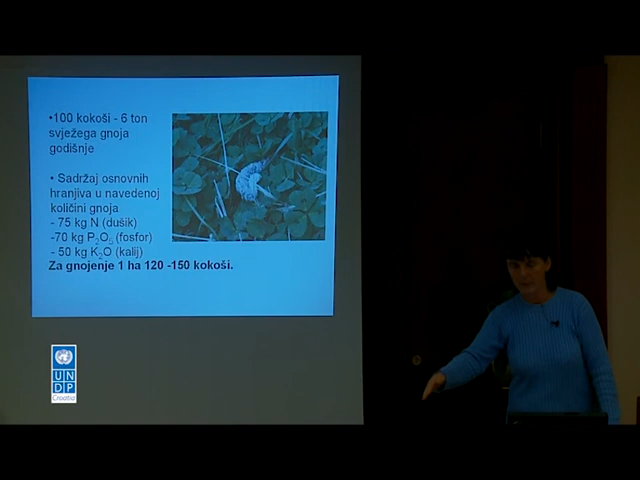 •100 kokoši - 6 ton
svježega gnoja
godišnje
• Sadržaj osnovnih
hranjiva u navedenoj
količini gnoja
- 75 kg N (dušik)
-70 kg P2O5 (fosfor)
- 50 kg K2O (kalij)
Za gnojenje 1 ha 120 -150 kokoši.
U N
D P
Croatia